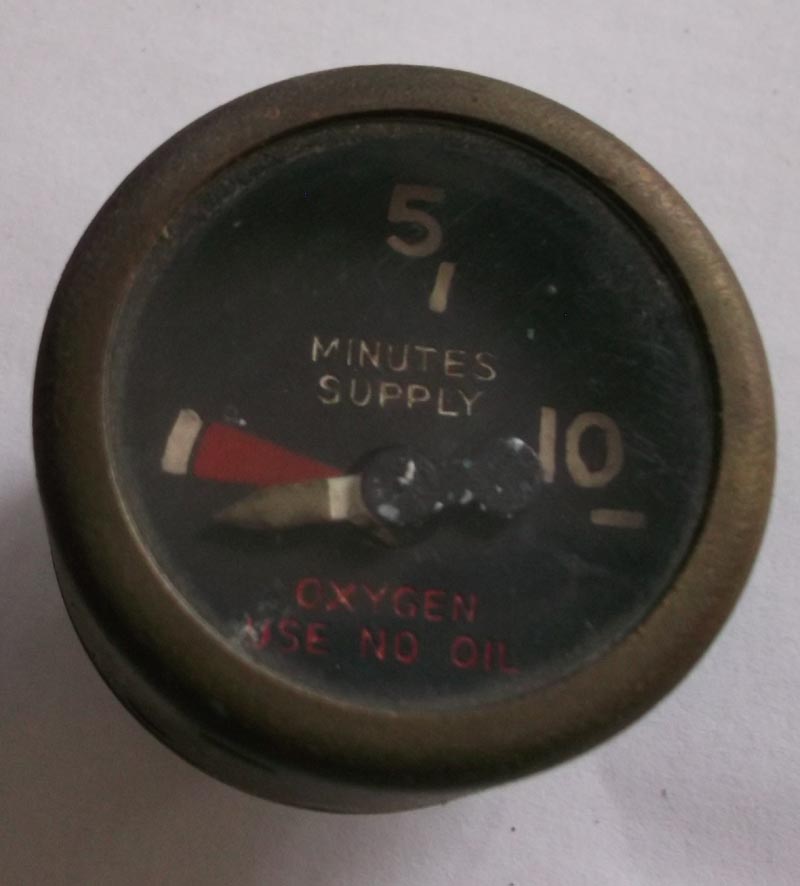 5
MINUTES
SUPPLY
10
OXYGEN
USE NO OIL